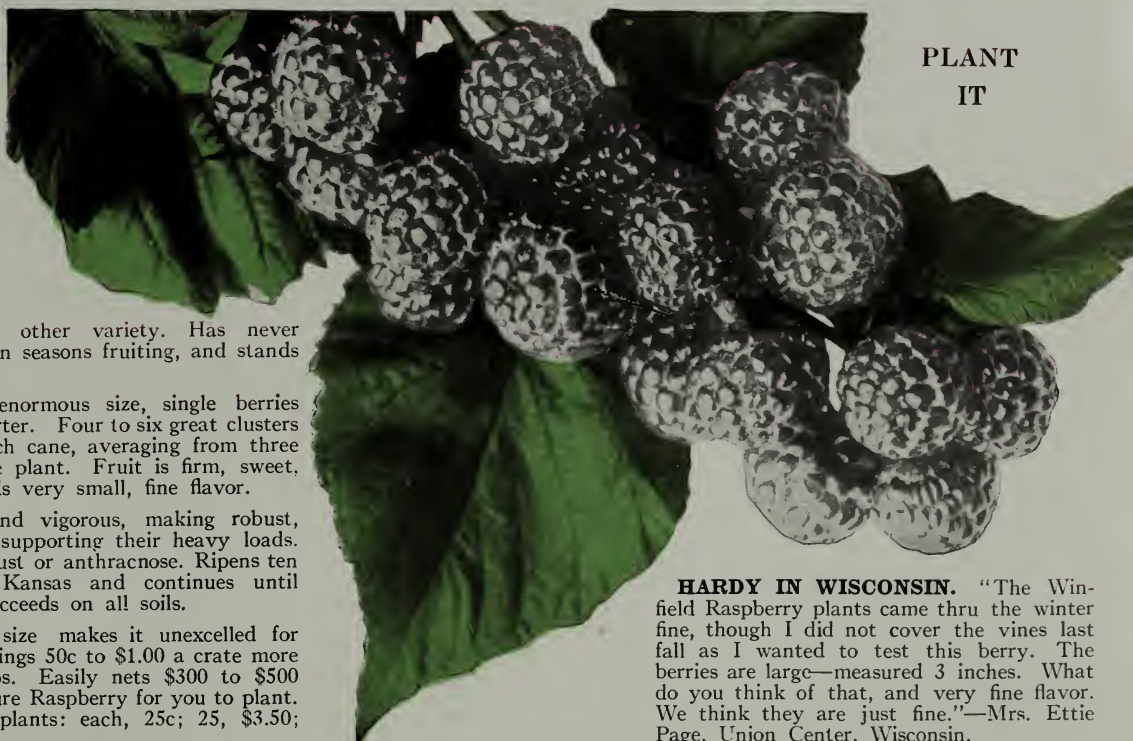 PLANT
IT
other variety. Has never
n seasons fruiting, and stands
enormous size, single berries
rter. Four to six great clusters
ch cane, averaging from three
e plant. Fruit is firm, sweet,
ds very small, fine flavor.
nd vigorous, making robust,
supporting their heavy loads.
ust or anthracnose. Ripens ten
Kansas and continues until
cceeds on all soils.
size makes it unexcelled for
ings 50c to $1.00 a crate more
ps. Easily nets $300 to $500
ure Raspberry for you to plant.
plants: each, 25c; 25, $3.50;
HARDY IN WISCONSIN. "The Win-
field Raspberry plants came thru the winter
fine, though I did not cover the vines last
fall as I wanted to test this berry. The
berries are large—measured 3 inches. What
do you think of that, and very fine flavor.
We think they are just fine."—Mrs. Ettie
Page, Union Center, Wisconsin.